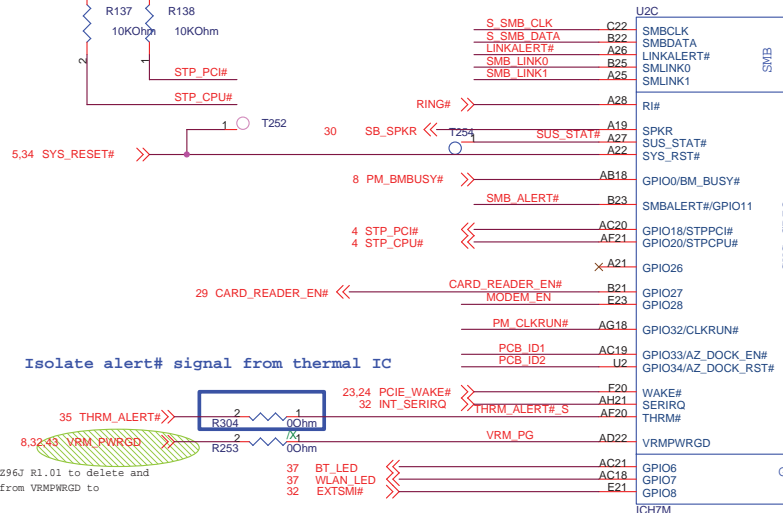 U2C
R137 R138
10KOhm 10KOhm
2 1
STP_PCI#
STP_CPU#
S_SMB_CLK C22 SMBCLK
S_SMB_DATA B22 SMBDATA
LINKALERT# A26 LINKALERT#
SMB_LINK0 B25 SMLINK0
SMB_LINK1 A25 SMLINK1
SMB
RING# A28 RI#
1 T252
30 SB_SPKR A19 SPKR
T254 1 SUS_STAT# A27 SUS_STAT#
5,34 SYS_RESET# A22 SYS_RST#
8 PM_BMBUSY# AB18 GPIO0/BM_BUSY#
SMB_ALERT# B23 SMBALERT#/GPIO11
4 STP_PCI# AC20 GPIO18/STPPCI#
4 STP_CPU# AF21 GPIO20/STPCPU#
A21 GPIO26
29 CARD_READER_EN# CARD_READER_EN# B21 GPIO27
MODEM_EN E23 GPIO28
PM_CLKRUN# AG18 GPIO32/CLKRUN#
PCB_ID1 AC19 GPIO33/AZ_DOCK_EN#
PCB_ID2 U2 GPIO34/AZ_DOCK_RST#
Isolate alert# signal from thermal IC
23,24 PCIE_WAKE# F20 WAKE#
32 INT_SERIRQ AH21 SERIRQ
35 THRM_ALERT# 2 1 THRM_ALERT#_S AF20 THRM#
R304 0Ohm
/X
8,32,43 VRM_PWRGD 2 1 VRM_PG AD22 VRMPWRGD
R253 0Ohm
37 BT_LED AC21 GPIO6
37 WLAN_LED AC18 GPIO7
32 EXTSMI# E21 GPIO8
Z96J R1.01 to delete and
from VRMPWRGD to
ICH7M